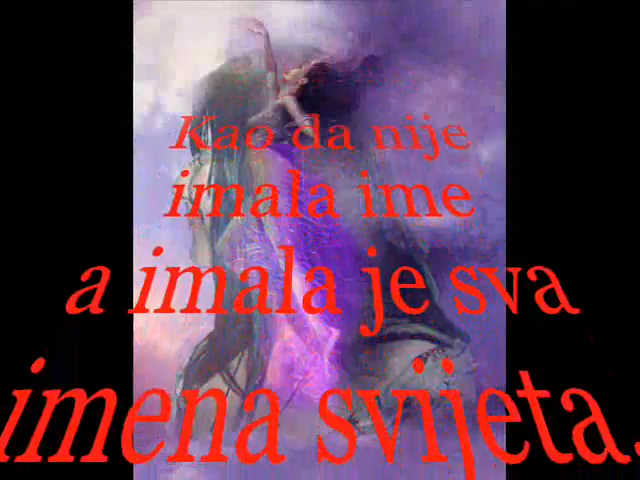 Kao da nije
imala ime
a imala je sva
imena svijeta.